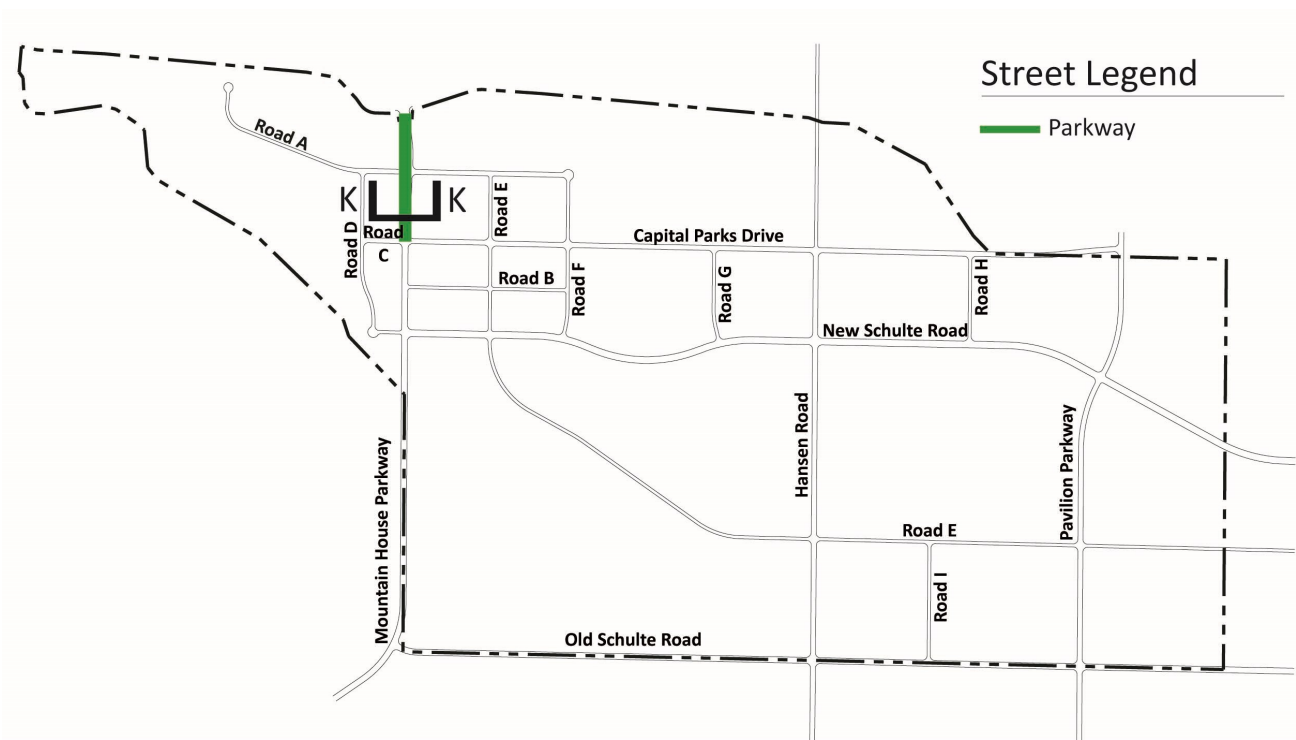 Street Legend
Parkway
Road A
K
K
Road E
Road D
Road
C
Capital Parks Drive
Road B
Road F
Road G
Road H
New Schulte Road
Mountain House Parkway
Hansen Road
Pavilion Parkway
Road E
Road I
Old Schulte Road